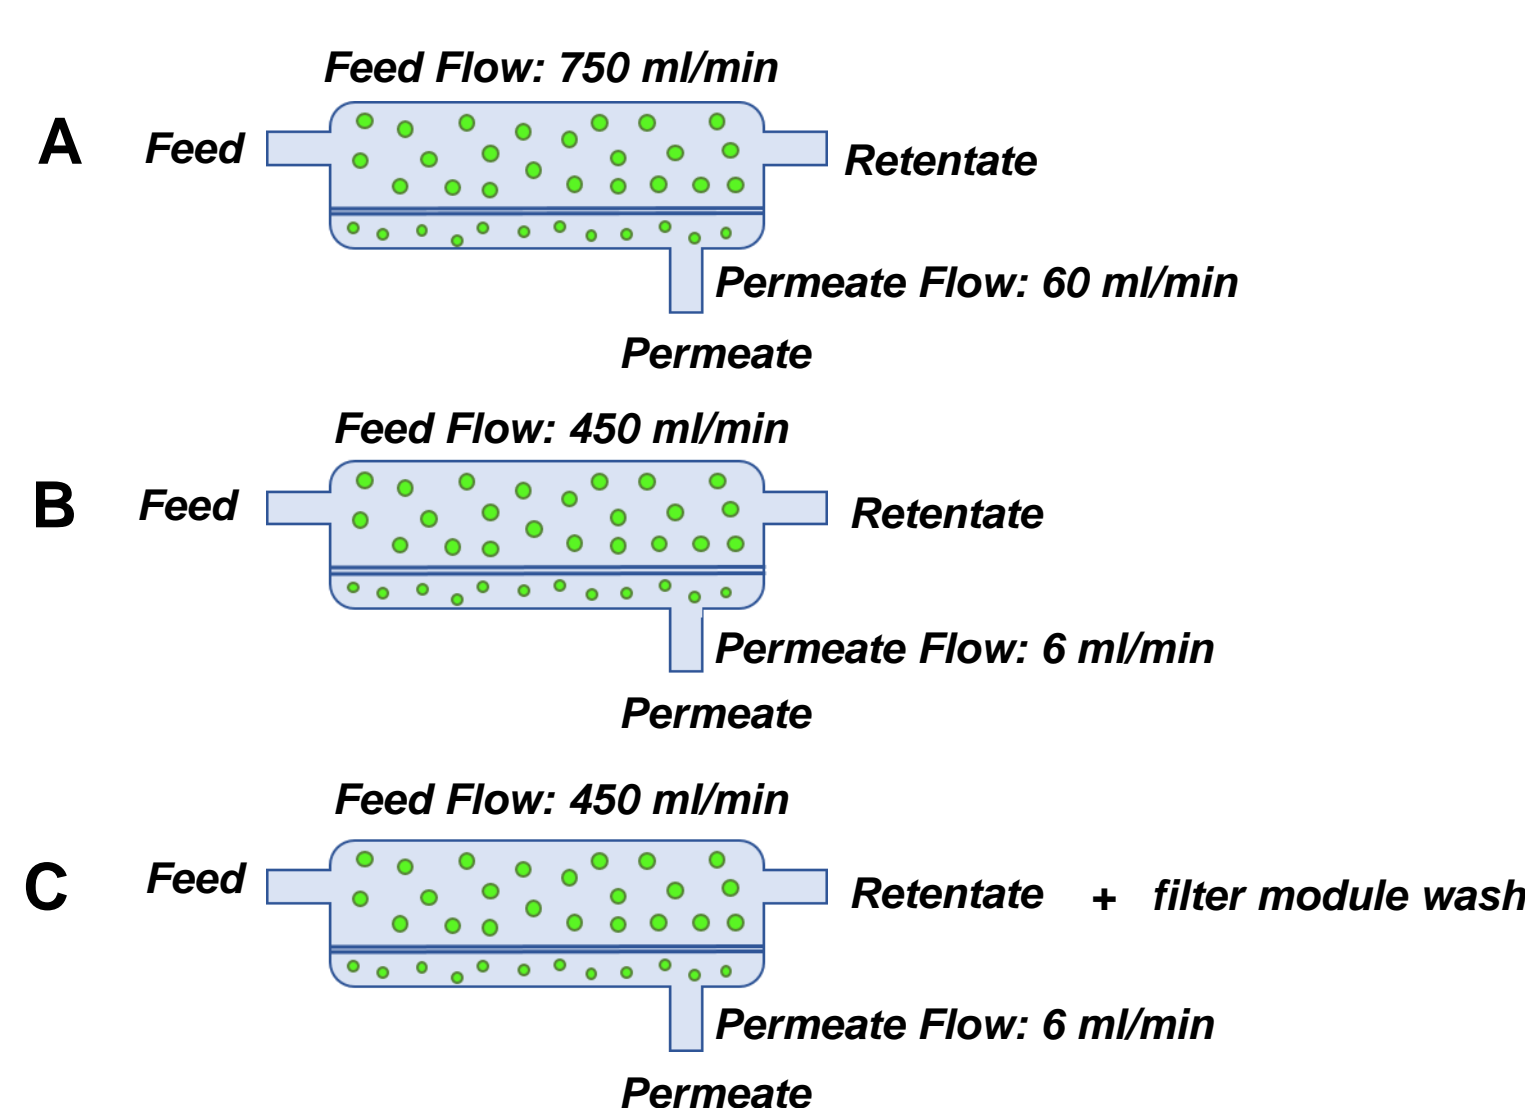 Feed Flow: 750 ml/min
A
Feed
Retentate
Permeate Flow: 60 ml/min
Permeate
Feed Flow: 450 ml/min
B
Feed
Retentate
Permeate Flow: 6 ml/min
Permeate
Feed Flow: 450 ml/min
C
Feed
Retentate + filter module wash
Permeate Flow: 6 ml/min
Permeate